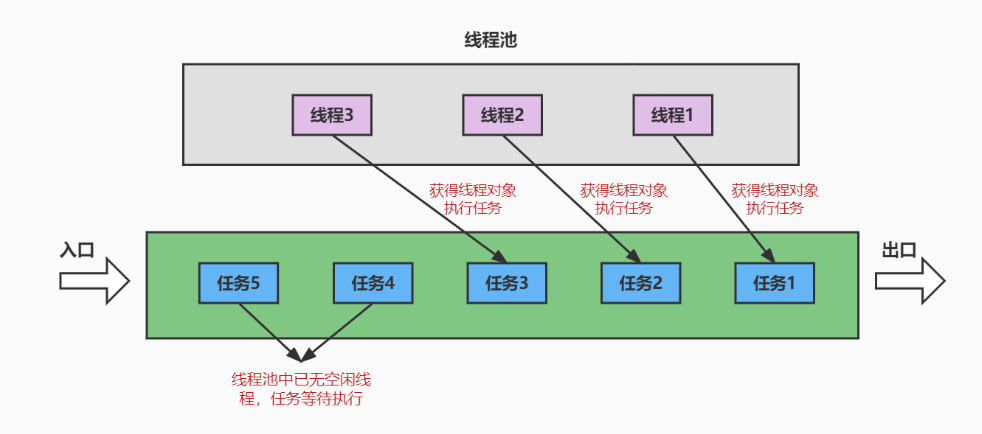 线程池
线程3
线程2
线程1
获得线程对象
执行任务
获得线程对象
执行任务
获得线程对象
执行任务
入口
出口
任务5
任务4
任务3
任务2
任务1
线程池中已无空闲线
程，任务等待执行